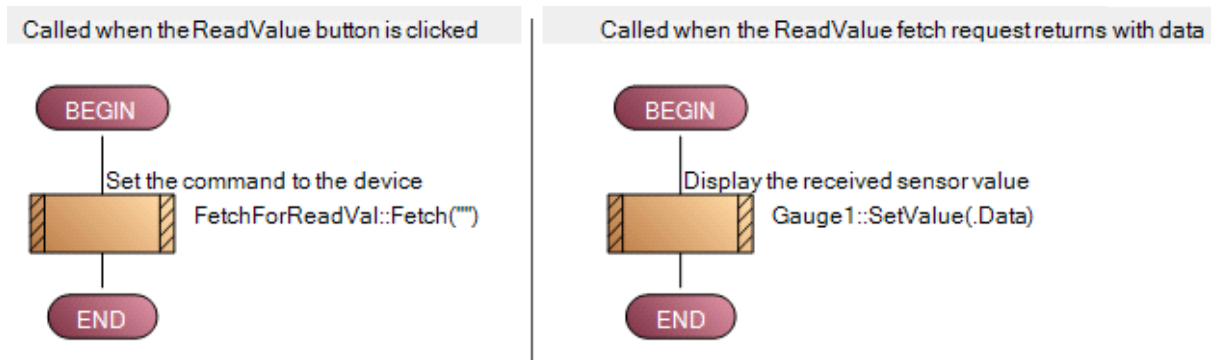 Called when the ReadValue button is clicked
BEGIN
Set the command to the device
FetchForReadVal::Fetch("")
END
Called when the ReadValue fetch request returns with data
BEGIN
Display the received sensor value
Gauge1::SetValue(.Data)
END